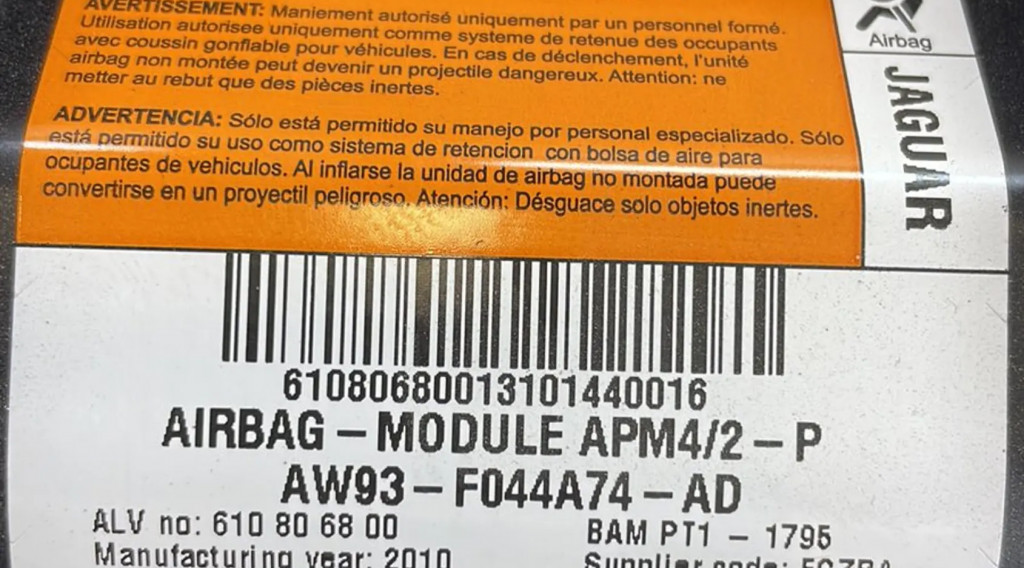 AVERTISSEMENT: Maniement autorisé uniquement par un personnel formé.
Utilisation autorisee uniquement comme systeme de retenue des occupants
avec coussin gonflable pour véhicules. En cas de déclenchement, l'unité
airbag non montée peut devenir un projectile dangereux. Attention: ne
metter au rebut que des pièces inertes.
ADVERTENCIA: Sólo está permitido su manejo por personal especializado. Sólo
está permitido su uso como sistema de retencion con bolsa de aire para
ocupantes de vehiculos. Al inflarse la unidad de airbag no montada puede
convertirse en un proyectil peligroso. Atención: Désguace solo objetos inertes.
Airbag
JAGUAR
61080680013101440016
AIRBAG – MODULE APM4/2 – P
AW93 – F044A74 – AD
ALV no: 610 80 68 00
BAM PT1 – 1795
Manufacturing year: 2010
Supplier code: